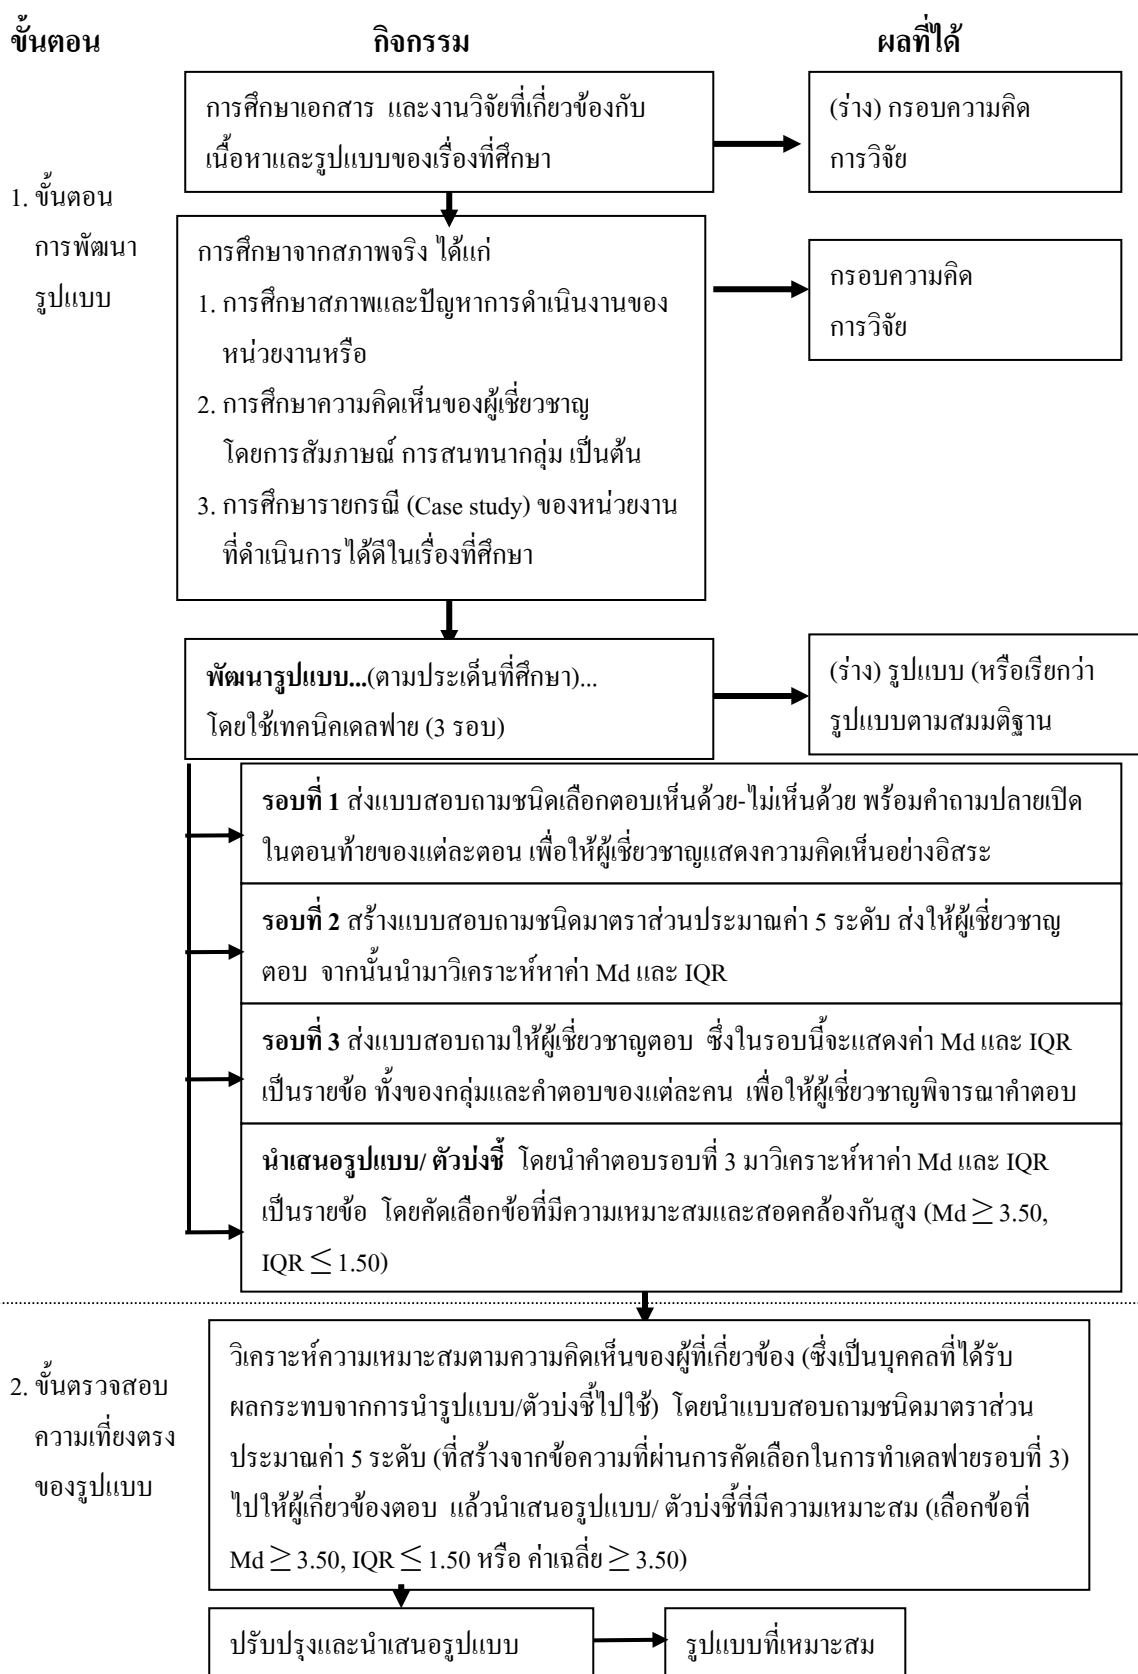 ขั้นตอน กิจกรรม ผลที่ได้
การศึกษาเอกสาร และงานวิจัยที่เกี่ยวข้องกับ
เนื้อหาและรูปแบบของเรื่องที่ศึกษา
(ร่าง) กรอบความคิด
การวิจัย
1. ขั้นตอน
การพัฒนา
รูปแบบ
การศึกษาจากสภาพจริง ได้แก่
1. การศึกษาสภาพและปัญหาการดำเนินงานของ
หน่วยงานหรือ
2. การศึกษาความคิดเห็นของผู้เชี่ยวชาญ
โดยการสัมภาษณ์ การสนทนากลุ่ม เป็นต้น
3. การศึกษารายกรณี (Case study) ของหน่วยงาน
ที่ดำเนินการได้ดีในเรื่องที่ศึกษา
กรอบความคิด
การวิจัย
พัฒนารูปแบบ...(ตามประเด็นที่ศึกษา)...
โดยใช้เทคนิคเดลฟาย (3 รอบ)
(ร่าง) รูปแบบ (หรือเรียกว่า
รูปแบบตามสมมติฐาน
รอบที่ 1 ส่งแบบสอบถามชนิดเลือกตอบเห็นด้วย-ไม่เห็นด้วย พร้อมคำถามปลายเปิด
ในตอนท้ายของแต่ละตอน เพื่อให้ผู้เชี่ยวชาญแสดงความคิดเห็นอย่างอิสระ
รอบที่ 2 สร้างแบบสอบถามชนิดมาตราส่วนประมาณค่า 5 ระดับ ส่งให้ผู้เชี่ยวชาญ
ตอบ จากนั้นนำมาวิเคราะห์หาค่า Md และ IQR
รอบที่ 3 ส่งแบบสอบถามให้ผู้เชี่ยวชาญตอบ ซึ่งในรอบนี้จะแสดงค่า Md และ IQR
เป็นรายข้อ ทั้งของกลุ่มและคำตอบของแต่ละคน เพื่อให้ผู้เชี่ยวชาญพิจารณาคำตอบ
นำเสนอรูปแบบ/ ตัวบ่งชี้ โดยนำคำตอบรอบที่ 3 มาวิเคราะห์หาค่า Md และ IQR
เป็นรายข้อ โดยคัดเลือกข้อที่มีความเหมาะสมและสอดคล้องกันสูง (Md ≥ 3.50,
IQR ≤ 1.50)
2. ขั้นตรวจสอบ
ความเที่ยงตรง
ของรูปแบบ
วิเคราะห์ความเหมาะสมตามความคิดเห็นของผู้ที่เกี่ยวข้อง (ซึ่งเป็นบุคคลที่ได้รับ
ผลกระทบจากการนำรูปแบบ/ตัวบ่งชี้ไปใช้) โดยนำแบบสอบถามชนิดมาตราส่วน
ประมาณค่า 5 ระดับ (ที่สร้างจากข้อความที่ผ่านการคัดเลือกในการทำเดลฟายรอบที่ 3)
ไปให้ผู้เกี่ยวข้องตอบ แล้วนำเสนอรูปแบบ/ ตัวบ่งชี้ที่มีความเหมาะสม (เลือกข้อที่
Md ≥ 3.50, IQR ≤ 1.50 หรือ ค่าเฉลี่ย ≥ 3.50)
ปรับปรุงและนำเสนอรูปแบบ
รูปแบบที่เหมาะสม